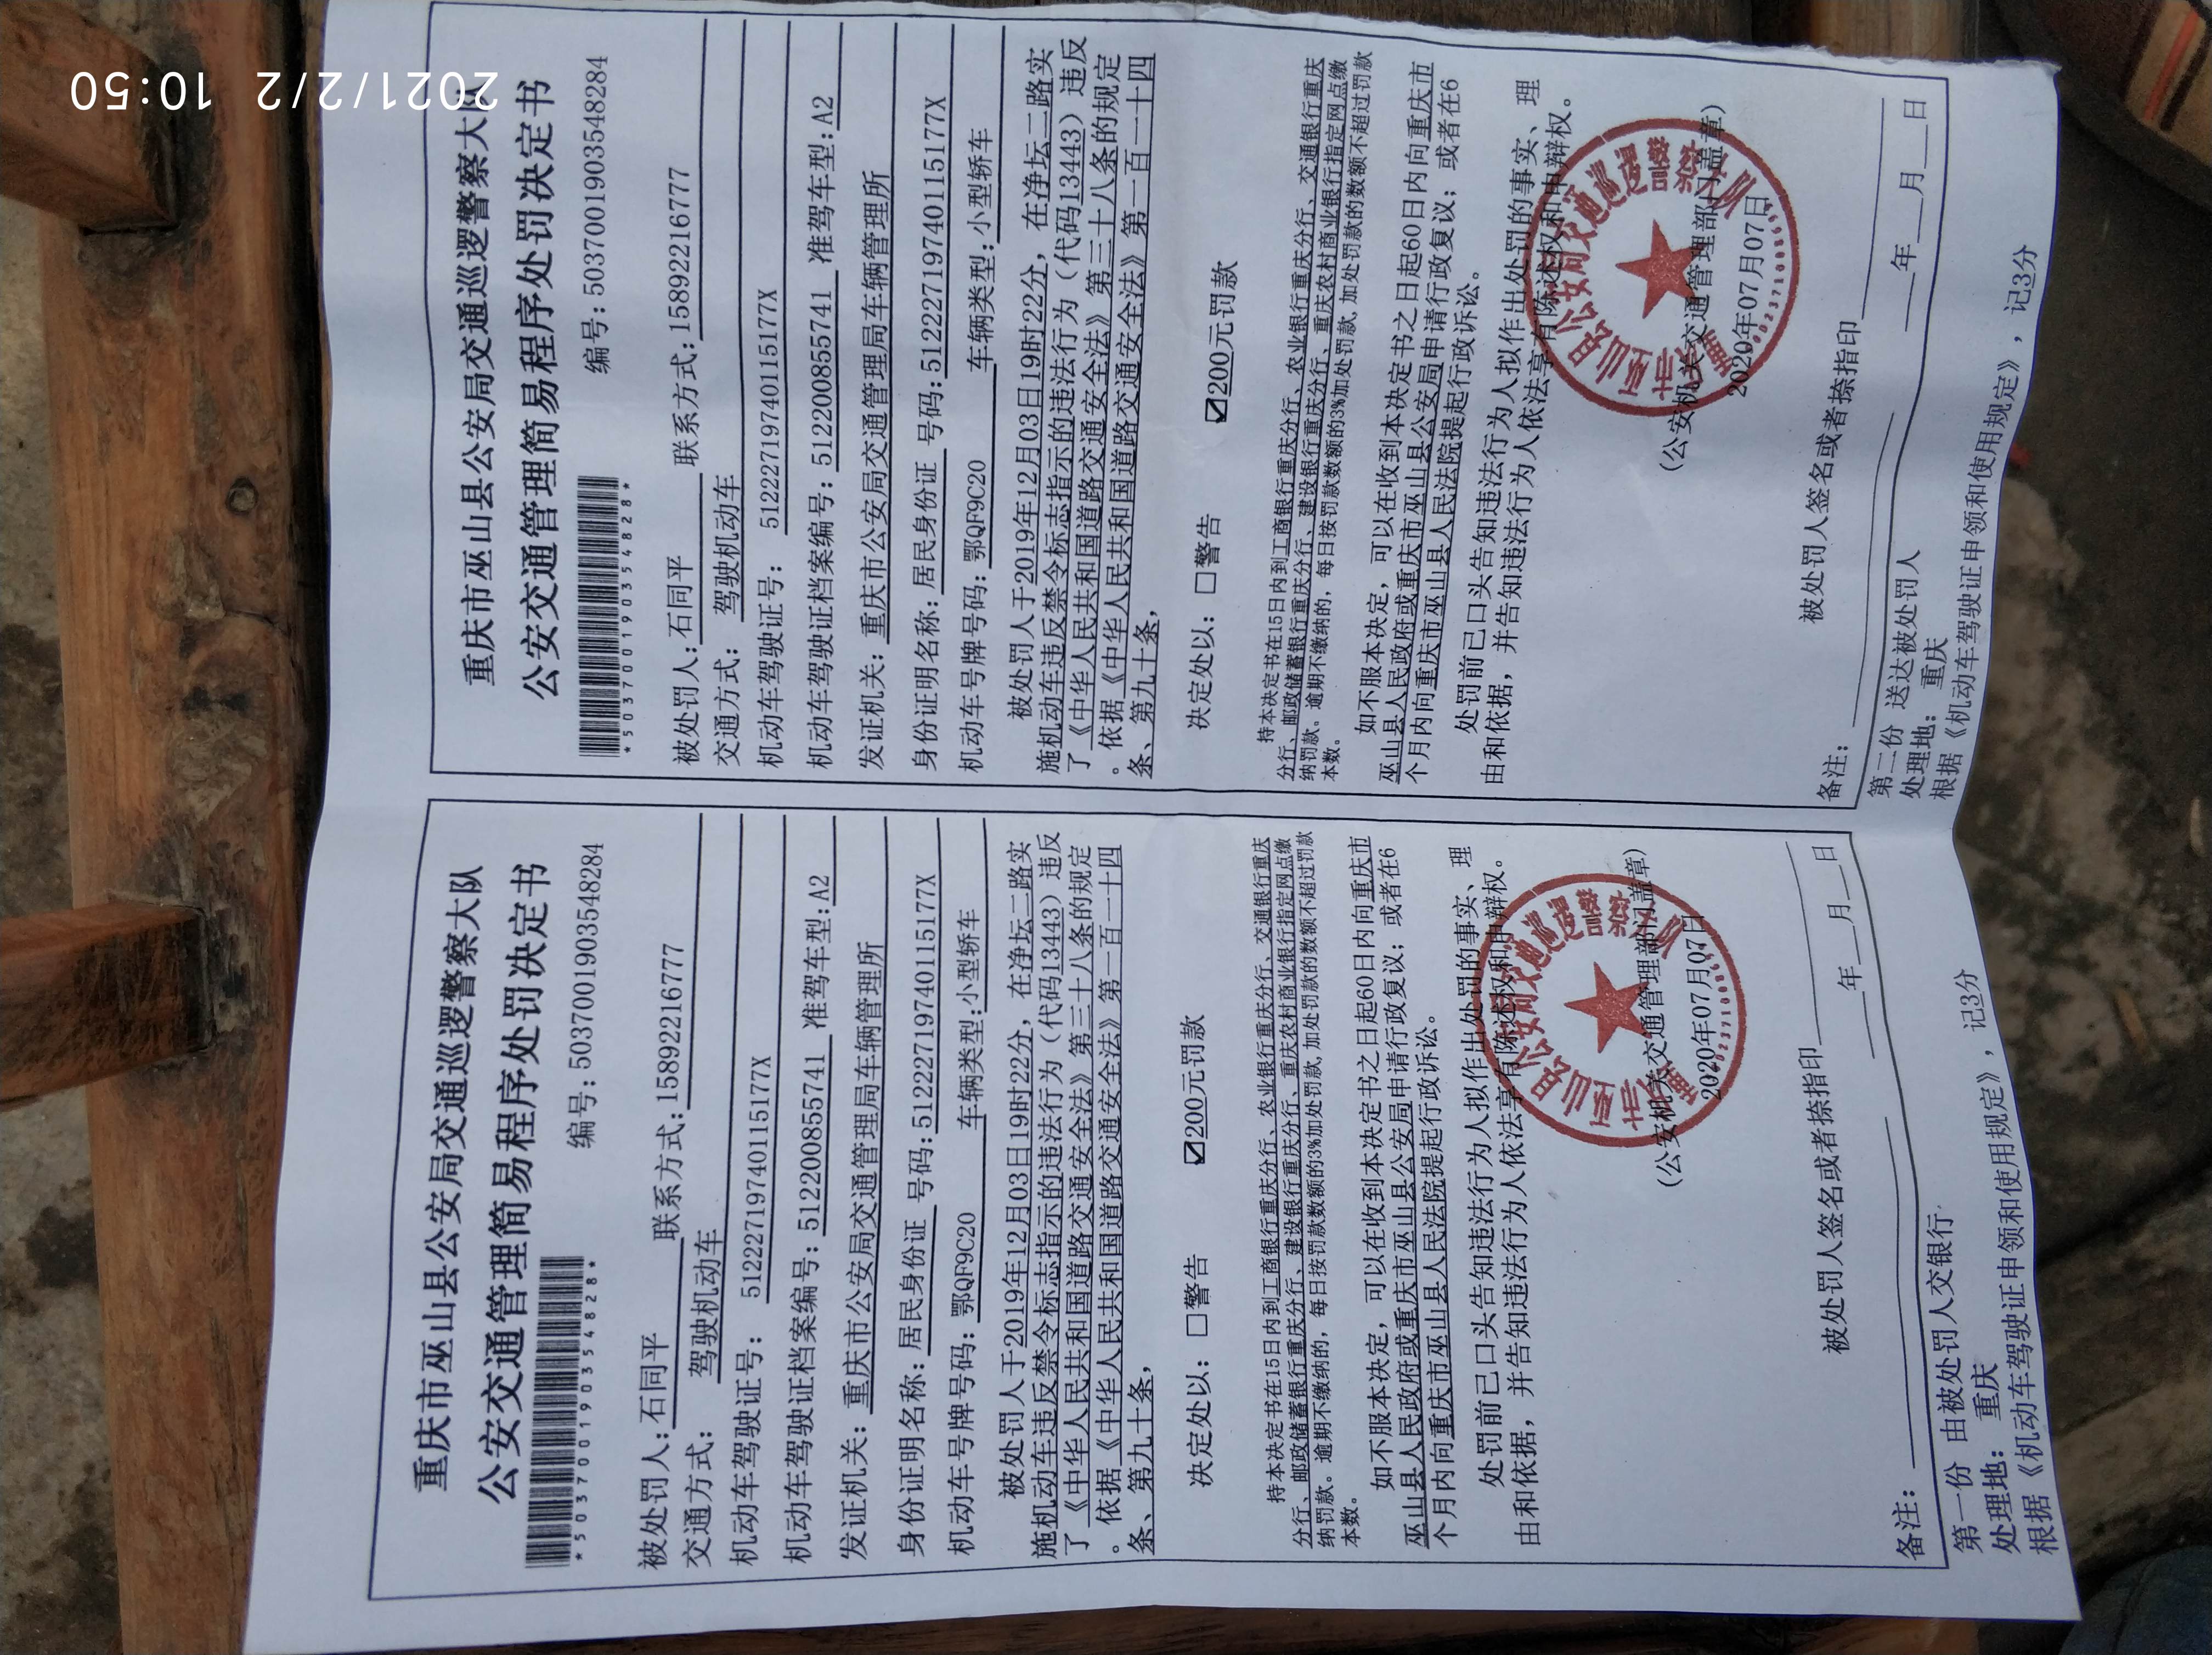 重庆市巫山县公安局交通巡逻警察大队
公安交通管理简易程序处罚决定书
*503700190354828*
编号:5037001903548284
被处罚人:石同平 联系方式:15892216777
交通方式: 驾驶机动车
机动车驾驶证号: 51222719740115177X
机动车驾驶证档案编号:512200855741 准驾车型:A2
发证机关:重庆市公安局交通管理局车辆管理所
身份证明名称:居民身份证 号码:51222719740115177X
机动车号牌号码:鄂QF9C20 车辆类型:小型轿车
被处罚人于2019年12月03日19时22分,在净坛二路实
施机动车违反禁令标志指示的违法行为(代码13443)违反
了《中华人民共和国道路交通安全法》第三十八条的规定
。依据《中华人民共和国道路交通安全法》第一百一十四
条、第九十条,
决定处以: □警告 ☑200元罚款
持本决定书在15日内到工商银行重庆分行、农业银行重庆分行、交通银行重庆
分行、邮政储蓄银行重庆分行、建设银行重庆分行、重庆农村商业银行指定网点缴
纳罚款。逾期不缴纳的,每日按罚款数额的3%加处罚款,加处罚款的数额不超过罚款
本数。
如不服本决定,可以在收到本决定书之日起60日内向重庆市
巫山县人民政府或重庆市巫山县公安局申请行政复议;或者在6
个月内向重庆市巫山县人民法院提起行政诉讼。
处罚前已口头告知违法行为人拟作出处罚的事实、理
由和依据,并告知违法行为人依法享有陈述权和申辩权。
(公安机关交通管理部门盖章)
2020年07月07日
被处罚人签名或者捺指印
年 月 日
备注:
第一份 由被处罚人交银行
处理地: 重庆
根据《机动车驾驶证申领和使用规定》,记3分
重庆市巫山县公安局交通巡逻警察大队
公安交通管理简易程序处罚决定书
*503700190354828*
编号:5037001903548284
被处罚人:石同平 联系方式:15892216777
交通方式: 驾驶机动车
机动车驾驶证号: 51222719740115177X
机动车驾驶证档案编号:512200855741 准驾车型:A2
发证机关:重庆市公安局交通管理局车辆管理所
身份证明名称:居民身份证 号码:51222719740115177X
机动车号牌号码:鄂QF9C20 车辆类型:小型轿车
被处罚人于2019年12月03日19时22分,在净坛二路实
施机动车违反禁令标志指示的违法行为(代码13443)违反
了《中华人民共和国道路交通安全法》第三十八条的规定
。依据《中华人民共和国道路交通安全法》第一百一十四
条、第九十条,
决定处以: □警告 ☑200元罚款
持本决定书在15日内到工商银行重庆分行、农业银行重庆分行、交通银行重庆
分行、邮政储蓄银行重庆分行、建设银行重庆分行、重庆农村商业银行指定网点缴
纳罚款。逾期不缴纳的,每日按罚款数额的3%加处罚款,加处罚款的数额不超过罚款
本数。
如不服本决定,可以在收到本决定书之日起60日内向重庆市
巫山县人民政府或重庆市巫山县公安局申请行政复议;或者在6
个月内向重庆市巫山县人民法院提起行政诉讼。
处罚前已口头告知违法行为人拟作出处罚的事实、理
由和依据,并告知违法行为人依法享有陈述权和申辩权。
(公安机关交通管理部门盖章)
2020年07月07日
被处罚人签名或者捺指印
年 月 日
备注:
第二份 送达被处罚人
处理地: 重庆
根据《机动车驾驶证申领和使用规定》,记3分
2021/2/2 10:50